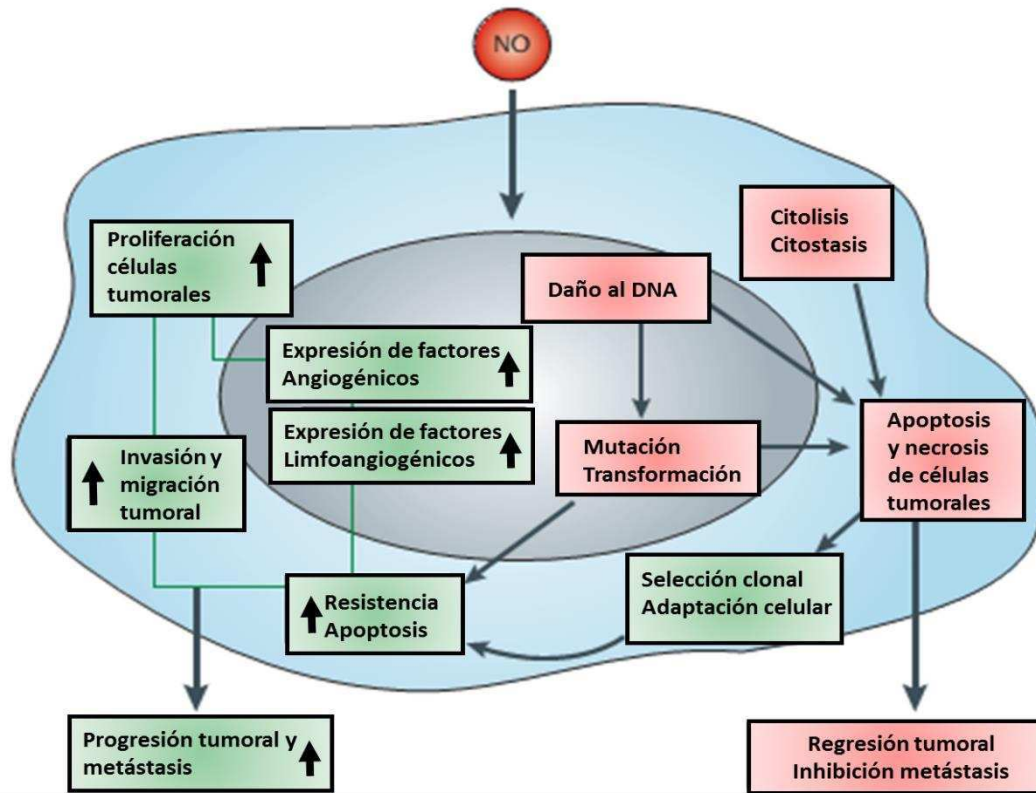 NO
Citolisis
Citostasis
Proliferación
células
tumorales
Daño al DNA
Expresión de factores
Angiogénicos
Expresión de factores
Limfoangiogénicos
Mutación
Transformación
Apoptosis
y necrosis
de células
tumorales
Invasión y
migración
tumoral
Resistencia
Apoptosis
Selección clonal
Adaptación celular
Progresión tumoral y
metástasis
Regresión tumoral
Inhibición metástasis